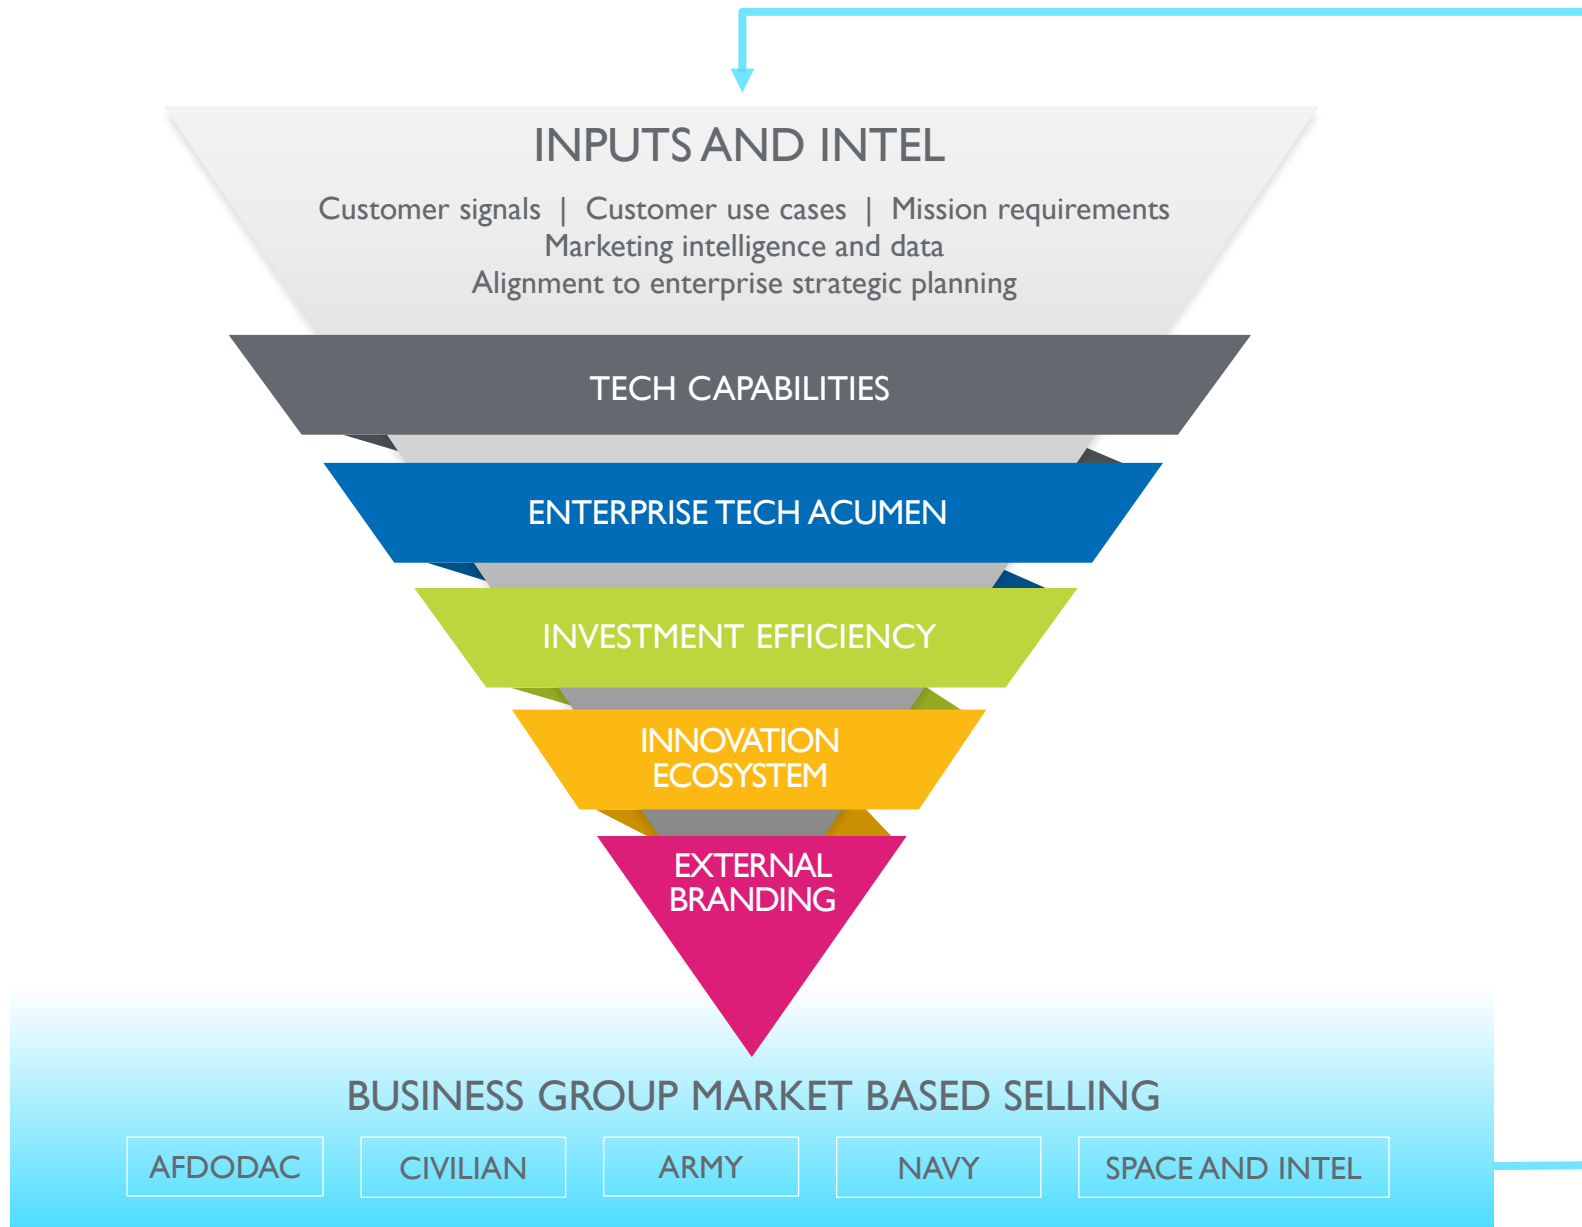 INPUTS AND INTEL
Customer signals | Customer use cases | Mission requirements
Marketing intelligence and data
Alignment to enterprise strategic planning
TECH CAPABILITIES
ENTERPRISE TECH ACUMEN
INVESTMENT EFFICIENCY
INNOVATION
ECOSYSTEM
EXTERNAL
BRANDING
BUSINESS GROUP MARKET BASED SELLING
AFDODAC
CIVILIAN
ARMY
NAVY
SPACE AND INTEL